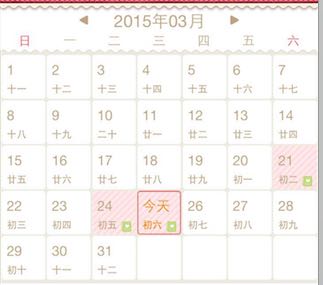 2015年03月
日 一 二 三 四 五 六
1 2 3 4 5 6 7
十一 十二 十三 十四 十五 十六 十七
8 9 10 11 12 13 14
十八 十九 二十 廿一 廿二 廿三 廿四
15 16 17 18 19 20 21
廿五 廿六 廿七 廿八 廿九 初一 初二
22 23 24 今天 26 27 28
初三 初四 初五 初六 初七 初八 初九
29 30 31
初十 十一 十二